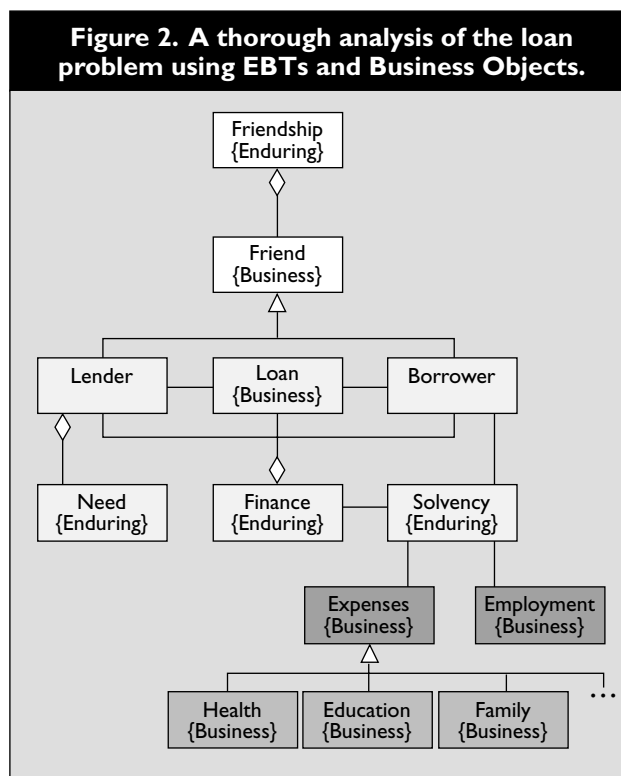 Figure 2. A thorough analysis of the loan
problem using EBTs and Business Objects.
Friendship
{Enduring}
Friend
{Business}
Lender
Loan
{Business}
Borrower
Need
{Enduring}
Finance
{Enduring}
Solvency
{Enduring}
Expenses
{Business}
Employment
{Business}
Health
{Business}
Education
{Business}
Family
{Business}
...